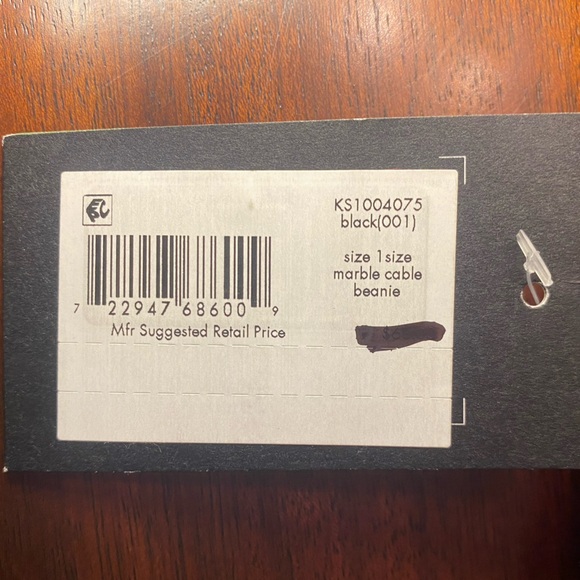 KS1004075
black(001)
size 1size
marble cable
beanie
7 22947 68600 9
Mfr Suggested Retail Price